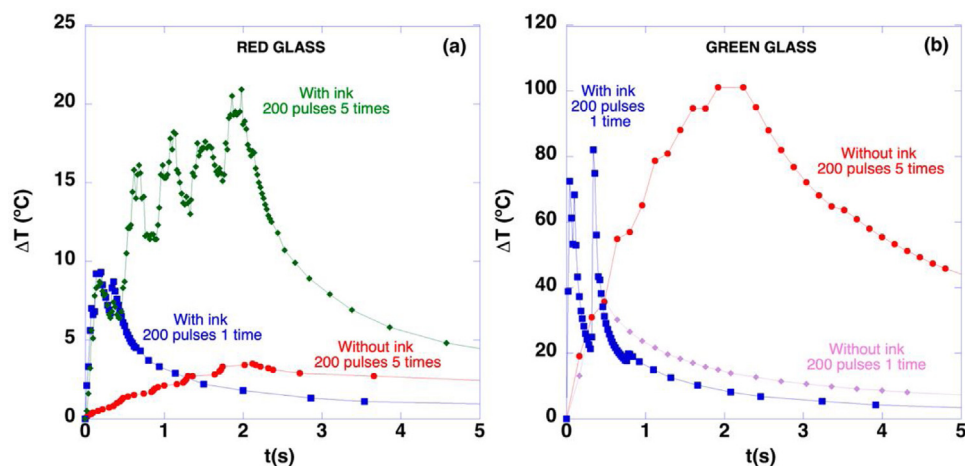 RED GLASS
(a)
25
20
15
10
5
0
0
1
2
3
4
5
ΔT (°C)
t(s)
With ink
200 pulses 5 times
With ink
200 pulses 1 time
Without ink
200 pulses 5 times
GREEN GLASS
(b)
120
100
80
60
40
20
0
0
1
2
3
4
5
ΔT (°C)
t(s)
With ink
200 pulses
1 time
Without ink
200 pulses 5 times
Without ink
200 pulses 1 time